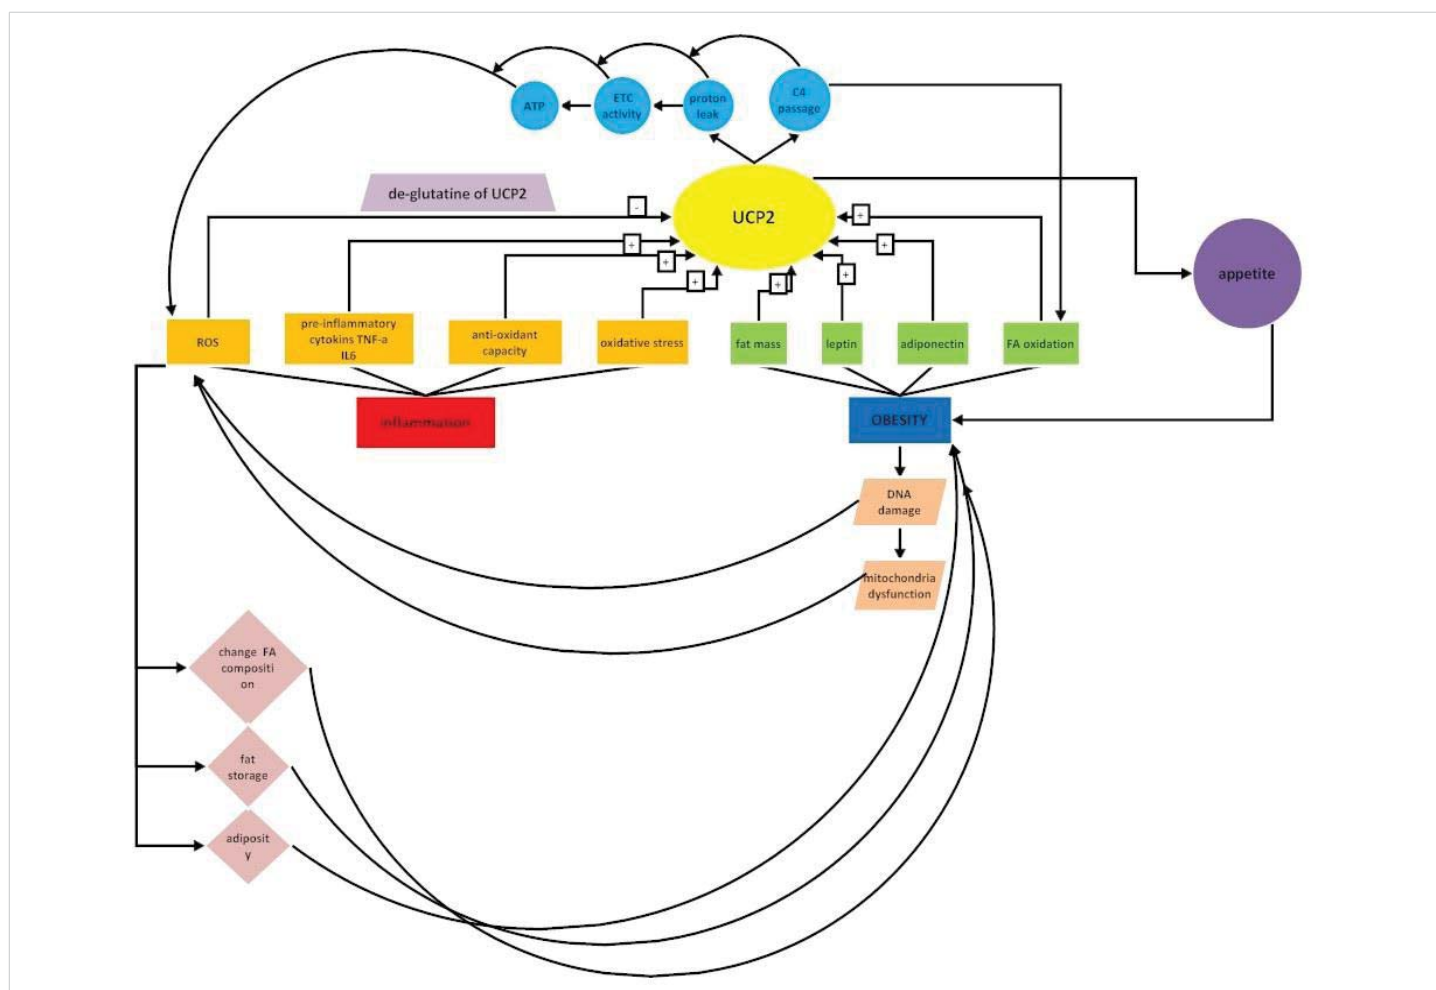 C4
passage
ETC
activity
proton
leak
ATP
de-glutatine of UCP2
-
UCP2
+
+
+
+
+
+
+
+
appetite
ROS
pre-inflammatory
cytokins TNF-a
IL6
anti-oxidant
capacity
oxidative stress
fat mass
leptin
adiponectin
FA oxidation
inflammation
OBESITY
DNA
damage
mitochondria
dysfunction
change FA
compositi
on
fat
storage
adiposit
y